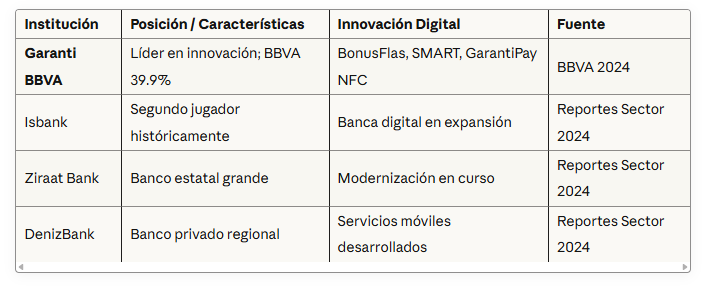 Institución Posición / Características Innovación Digital Fuente
Garanti BBVA Líder en innovación; BBVA 39.9% BonusFlas, SMART, GarantiPay NFC BBVA 2024
Isbank Segundo jugador históricamente Banca digital en expansión Reportes Sector 2024
Ziraat Bank Banco estatal grande Modernización en curso Reportes Sector 2024
DenizBank Banco privado regional Servicios móviles desarrollados Reportes Sector 2024